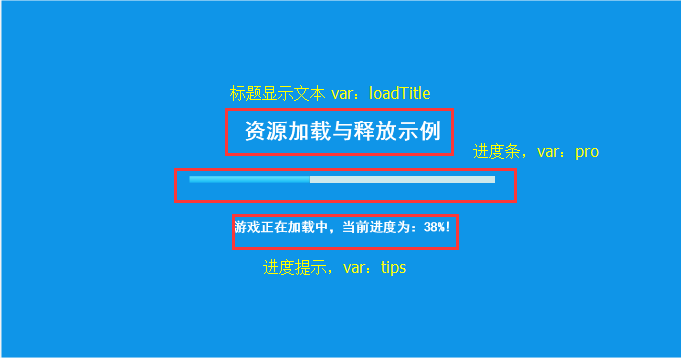 标题显示文本 var：loadTitle
资源加载与释放示例
进度条，var：pro
游戏正在加载中，当前进度为：38%!
进度提示，var：tips